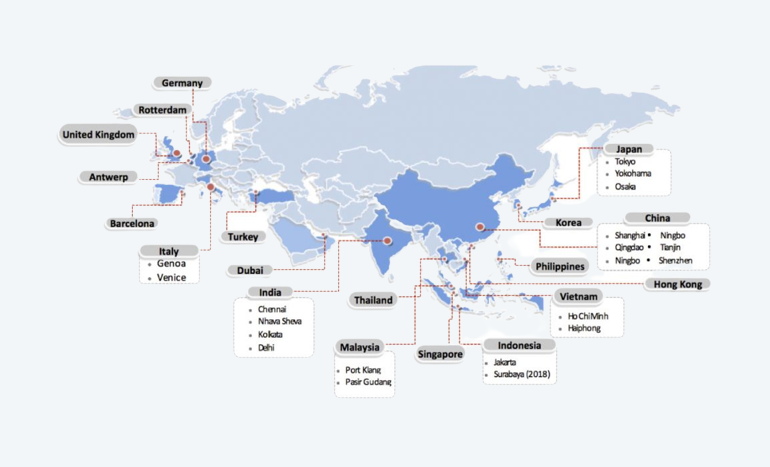 Germany
Rotterdam
United Kingdom
Antwerp
Barcelona
Italy
Genoa
Venice
Turkey
Dubai
India
Chennai
Nhava Sheva
Kolkata
Delhi
Thailand
Malaysia
Port Klang
Pasir Gudang
Singapore
Indonesia
Jakarta
Surabaya (2018)
Vietnam
Ho Chi Minh
Haiphong
Philippines
Hong Kong
Korea
Japan
Tokyo
Yokohama
Osaka
China
Shanghai Ningbo
Qingdao Tianjin
Ningbo Shenzhen